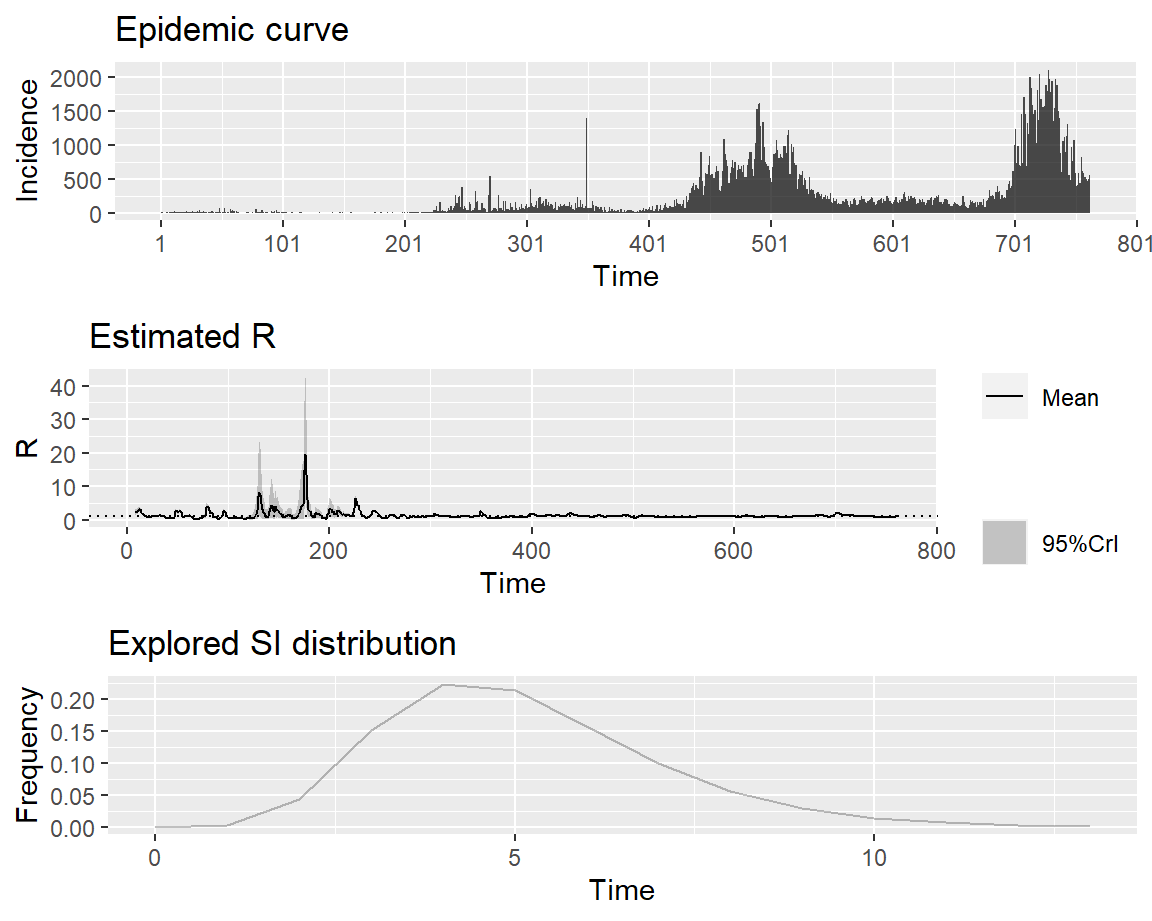 Epidemic curve
Incidence
2000
1500
1000
500
0
1 101 201 301 401 501 601 701 801
Time
Estimated R
R
40
30
20
10
0
0 200 400 600 800
Time
Mean
95%CrI
Explored SI distribution
Frequency
0.20
0.15
0.10
0.05
0.00
0 5 10
Time